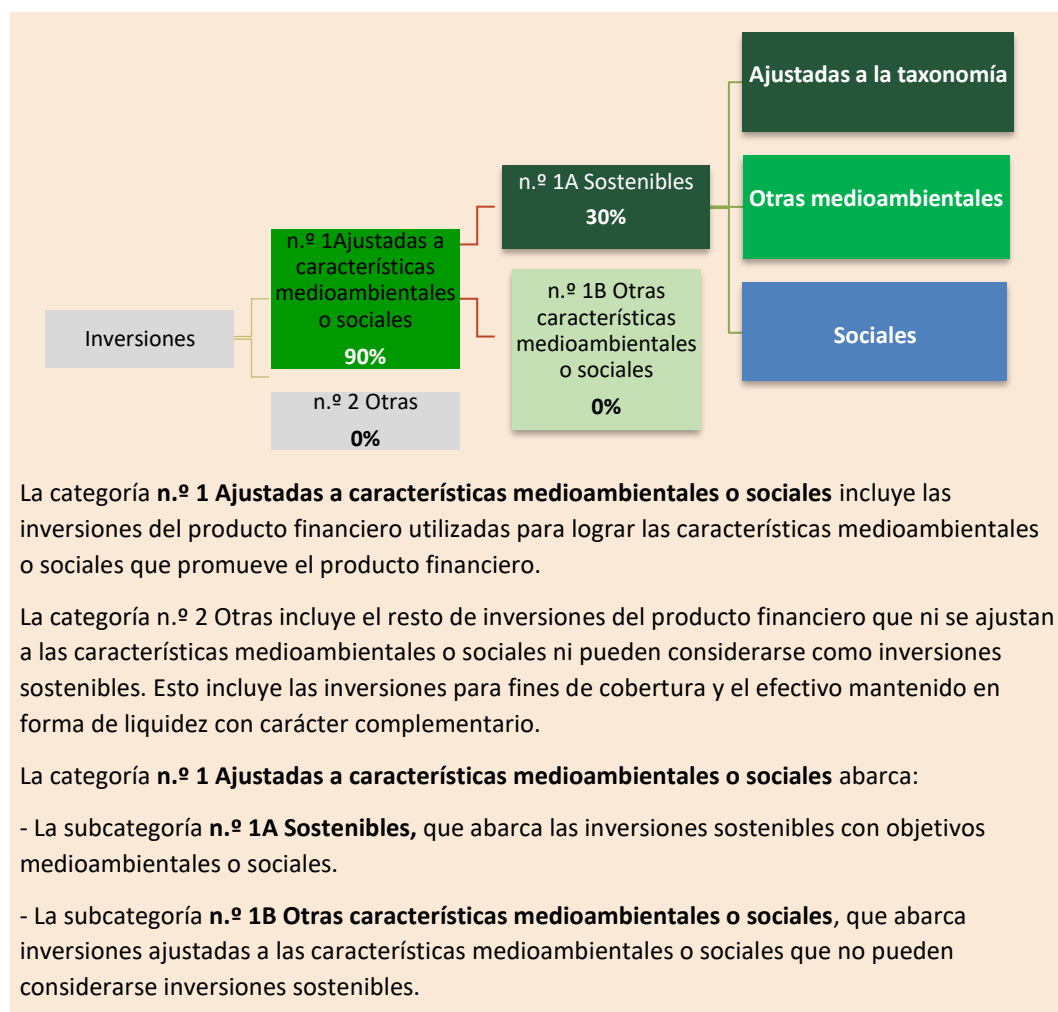 Ajustadas a la taxonomía
n.º 1A Sostenibles
30%
Otras medioambientales
n.º 1Ajustadas a
características
medioambientales
o sociales
90%
n.º 1B Otras
características
medioambientales
o sociales
0%
Inversiones
Sociales
n.º 2 Otras
0%
La categoría n.º 1 Ajustadas a características medioambientales o sociales incluye las
inversiones del producto financiero utilizadas para lograr las características medioambientales
o sociales que promueve el producto financiero.
La categoría n.º 2 Otras incluye el resto de inversiones del producto financiero que ni se ajustan
a las características medioambientales o sociales ni pueden considerarse como inversiones
sostenibles. Esto incluye las inversiones para fines de cobertura y el efectivo mantenido en
forma de liquidez con carácter complementario.
La categoría n.º 1 Ajustadas a características medioambientales o sociales abarca:
- La subcategoría n.º 1A Sostenibles, que abarca las inversiones sostenibles con objetivos
medioambientales o sociales.
- La subcategoría n.º 1B Otras características medioambientales o sociales, que abarca
inversiones ajustadas a las características medioambientales o sociales que no pueden
considerarse inversiones sostenibles.